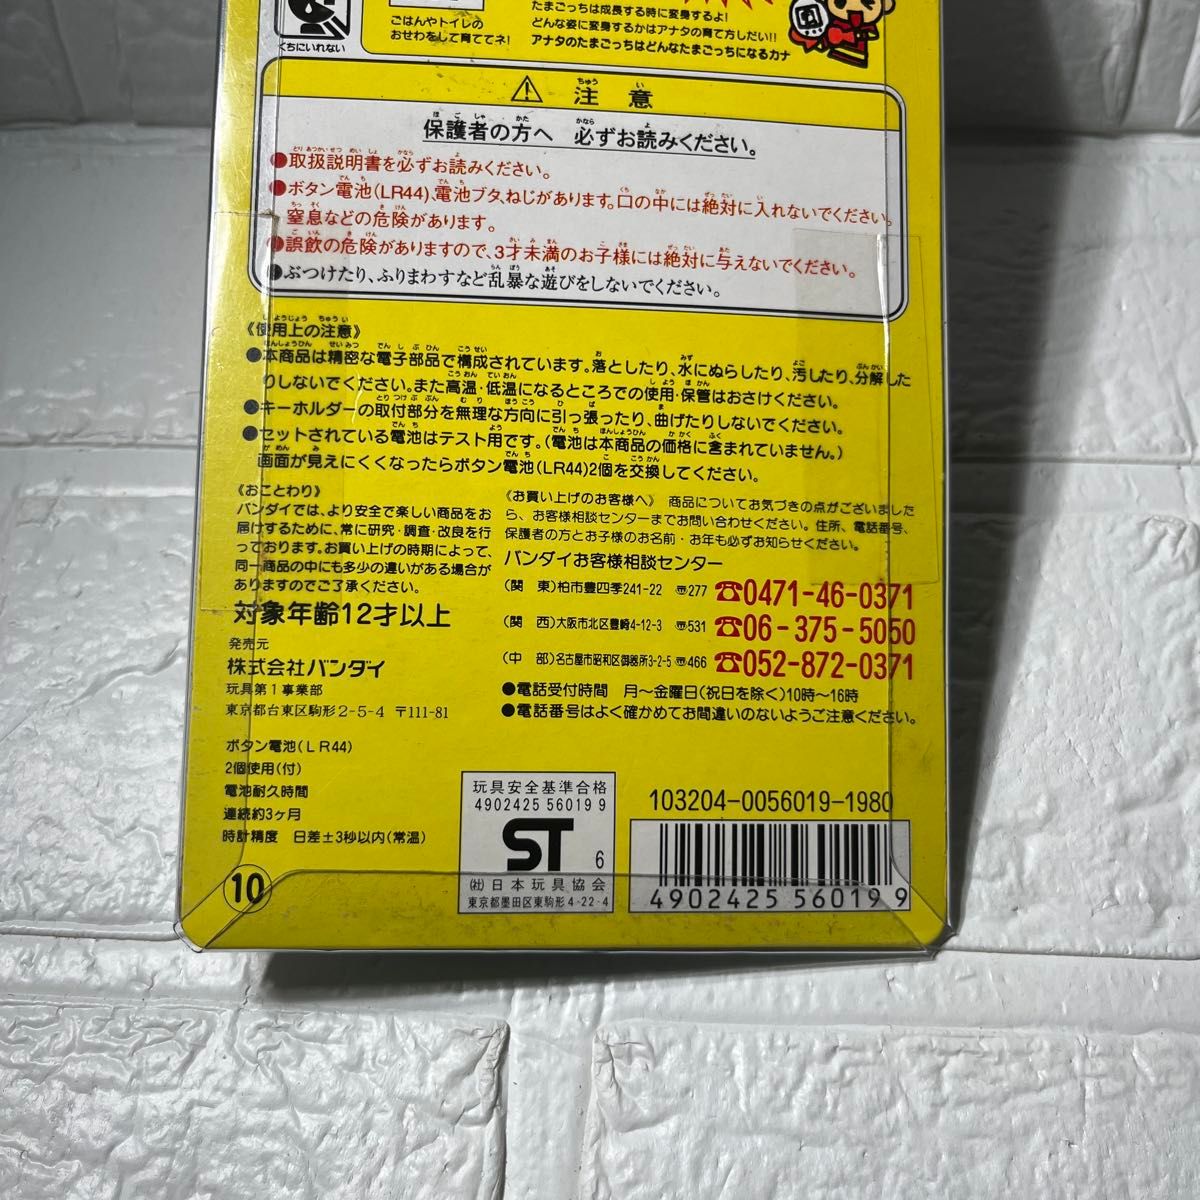 たまごっちは成長する時に変身するよ!
どんな姿に変身するかはアナタの育て方しだい!!
アナタのたまごっちはどんなたまごっちになるカナ
ごはんやトイレの
おせわをして育ててネ!
くちにいれない
注意
保護者の方へ 必ずお読みください。
●取扱説明書を必ずお読みください。
●ボタン電池(LR44)、電池ブタ、ねじがあります。口の中には絶対に入れないでください。
窒息などの危険があります。
●誤飲の危険がありますので、3才未満のお子様には絶対に与えないでください。
●ぶつけたり、ふりまわすなど乱暴な遊びをしないでください。
《使用上の注意》
●本商品は精密な電子部品で構成されています。落としたり、水にぬらしたり、汚したり、分解した
りしないでください。また高温・低温になるところでの使用・保管はおさけください。
●キーホルダーの取付部分を無理な方向に引っ張ったり、曲げたりしないでください。
●セットされている電池はテスト用です。(電池は本商品の価格に含まれていません。)
画面が見えにくくなったらボタン電池(LR44)2個を交換してください。
《おことわり》
バンダイでは、より安全で楽しい商品をお
届けするために、常に研究・調査・改良を行
っております。お買い上げの時期によって、
同一商品の中にも多少の違いがある場合が
ありますのでご了承ください。
対象年齢12才以上
発売元
株式会社バンダイ
玩具第1事業部
東京都台東区駒形2-5-4 〒111-81
《お買い上げのお客様へ》 商品についてお気づきの点がございました
ら、お客様相談センターまでお問い合わせください。住所、電話番号、
保護者の方とお子様のお名前・お年も必ずお知らせください。
バンダイお客様相談センター
(関 東)柏市豊四季241-22 〠277 ☎0471-46-0371
(関 西)大阪市北区豊崎4-12-3 〠531 ☎06-375-5050
(中 部)名古屋市昭和区御器所3-2-5 〠466 ☎052-872-0371
●電話受付時間 月〜金曜日(祝日を除く)10時〜16時
●電話番号はよく確かめてお間違いのないようご注意ください。
ボタン電池(LR44)
2個使用(付)
電池耐久時間
連続約3ヶ月
時計精度 日差±3秒以内(常温)
10
玩具安全基準合格
4902425 56019 9
ST 6
(社)日本玩具協会
東京都墨田区東駒形4-22-4
103204-0056019-1980
4902425 560199